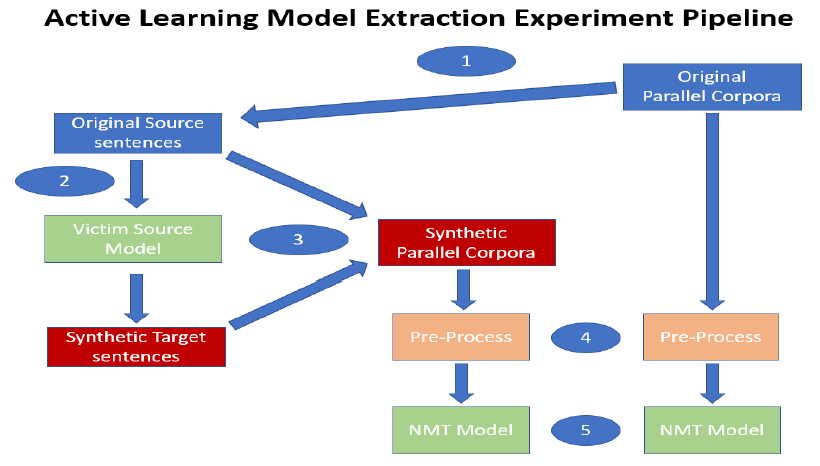 Active Learning Model Extraction Experiment Pipeline
1
Original
Parallel Corpora
Original Source
sentences
2
Victim Source
Model
3
Synthetic
Parallel Corpora
Synthetic Target
sentences
Pre-Process
4
Pre-Process
NMT Model
5
NMT Model